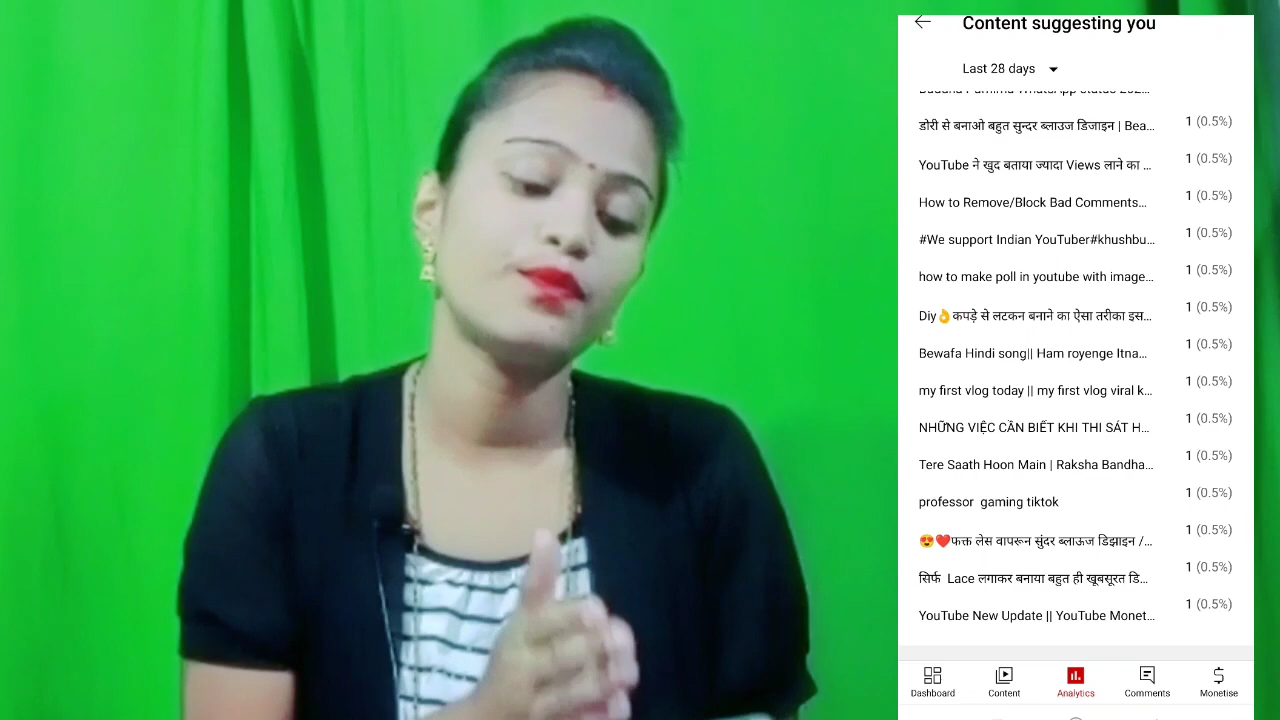 Content suggesting you
Last 28 days
डोरी से बनाओ बहुत सुन्दर ब्लाउज डिजाइन | Bea... 1 (0.5%)
YouTube ने खुद बताया ज्यादा Views लाने का ... 1 (0.5%)
How to Remove/Block Bad Comments... 1 (0.5%)
#We support Indian YouTuber#khushbu... 1 (0.5%)
how to make poll in youtube with image... 1 (0.5%)
Diy👌कपड़े से लटकन बनाने का ऐसा तरीका इस... 1 (0.5%)
Bewafa Hindi song|| Ham royenge Itna... 1 (0.5%)
my first vlog today || my first vlog viral k... 1 (0.5%)
NHỮNG VIỆC CẦN BIẾT KHI THI SÁT H... 1 (0.5%)
Tere Saath Hoon Main | Raksha Bandha... 1 (0.5%)
professor gaming tiktok 1 (0.5%)
😍❤️फक्त लेस वापरून सुंदर ब्लाऊज डिझाइन /... 1 (0.5%)
सिर्फ Lace लगाकर बनाया बहुत ही खूबसूरत डि... 1 (0.5%)
YouTube New Update || YouTube Monet... 1 (0.5%)
Dashboard Content Analytics Comments Monetise